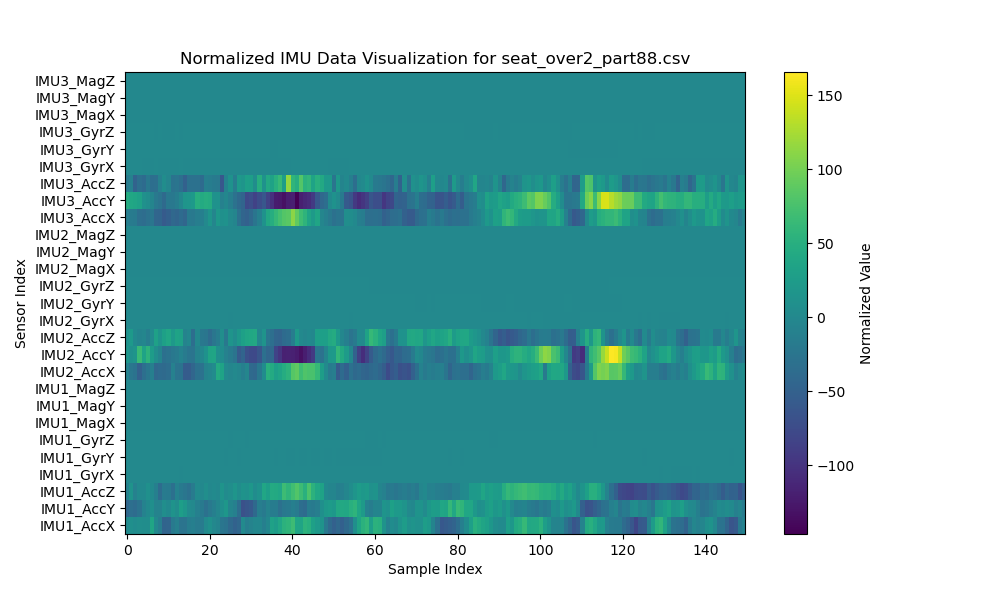 Normalized IMU Data Visualization for seat_over2_part88.csv
IMU3_MagZ
IMU3_MagY
IMU3_MagX
IMU3_GyrZ
IMU3_GyrY
IMU3_GyrX
IMU3_AccZ
IMU3_AccY
IMU3_AccX
IMU2_MagZ
IMU2_MagY
IMU2_MagX
IMU2_GyrZ
IMU2_GyrY
IMU2_GyrX
IMU2_AccZ
IMU2_AccY
IMU2_AccX
IMU1_MagZ
IMU1_MagY
IMU1_MagX
IMU1_GyrZ
IMU1_GyrY
IMU1_GyrX
IMU1_AccZ
IMU1_AccY
IMU1_AccX
Sensor Index
0 20 40 60 80 100 120 140
Sample Index
150
100
50
0
−50
−100
Normalized Value